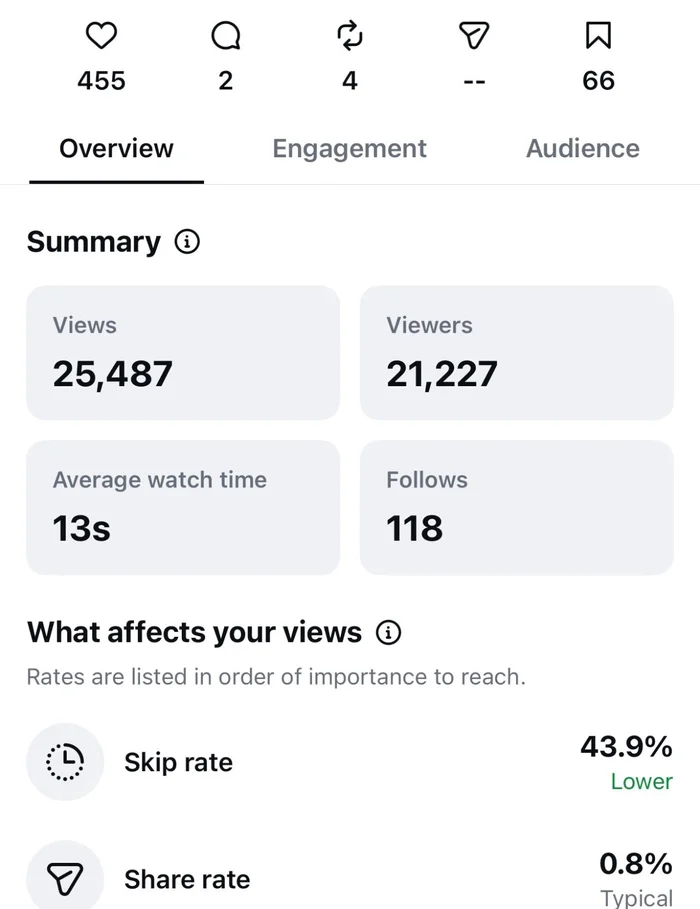 455 2 4 -- 66
Overview Engagement Audience
Summary
Views Viewers
25,487 21,227
Average watch time Follows
13s 118
What affects your views
Rates are listed in order of importance to reach.
Skip rate 43.9%
Lower
Share rate 0.8%
Typical